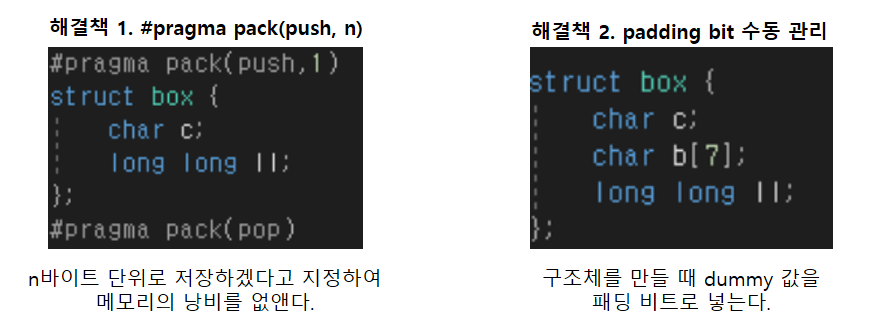 해결책 1. #pragma pack(push, n)
#pragma pack(push,1)
struct box {
char c;
long long ll;
};
#pragma pack(pop)
n바이트 단위로 저장하겠다고 지정하여
메모리의 낭비를 없앤다.
해결책 2. padding bit 수동 관리
struct box {
char c;
char b[7];
long long ll;
};
구조체를 만들 때 dummy 값을
패딩 비트로 넣는다.